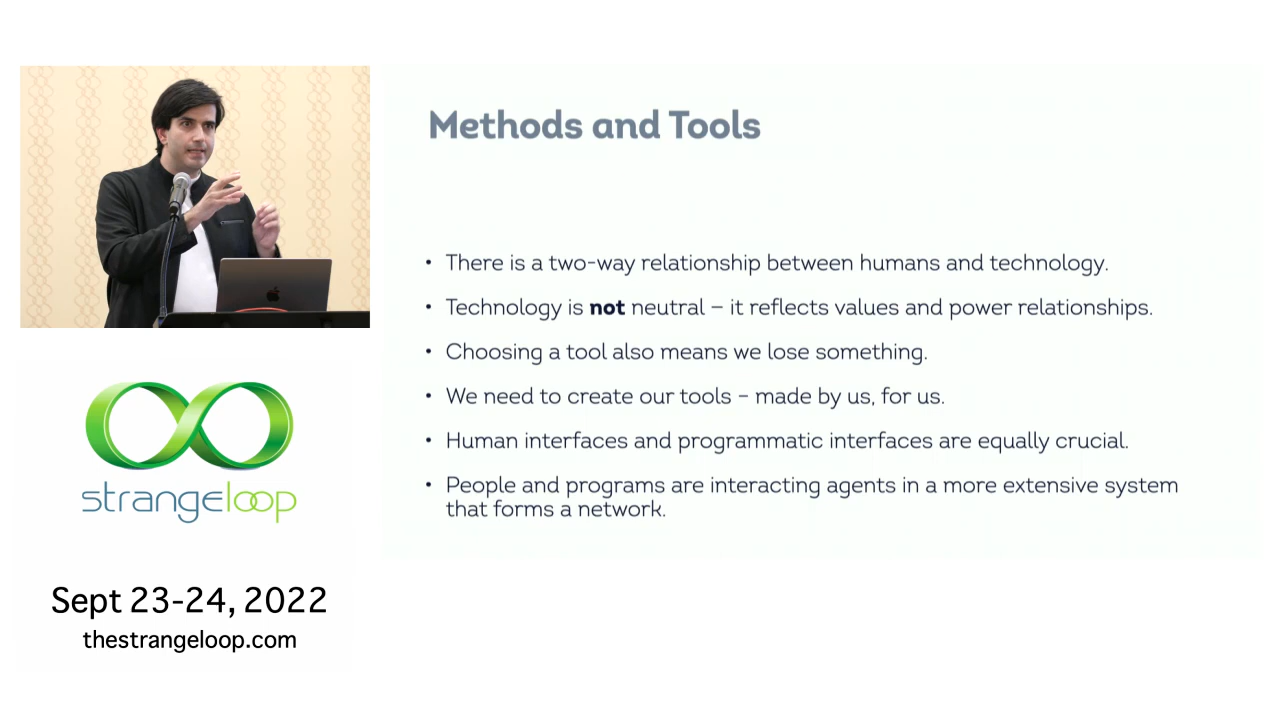 Methods and Tools
• There is a two-way relationship between humans and technology.
• Technology is not neutral – it reflects values and power relationships.
• Choosing a tool also means we lose something.
• We need to create our tools – made by us, for us.
• Human interfaces and programmatic interfaces are equally crucial.
• People and programs are interacting agents in a more extensive system
that forms a network.
strangeloop
Sept 23-24, 2022
thestrangeloop.com